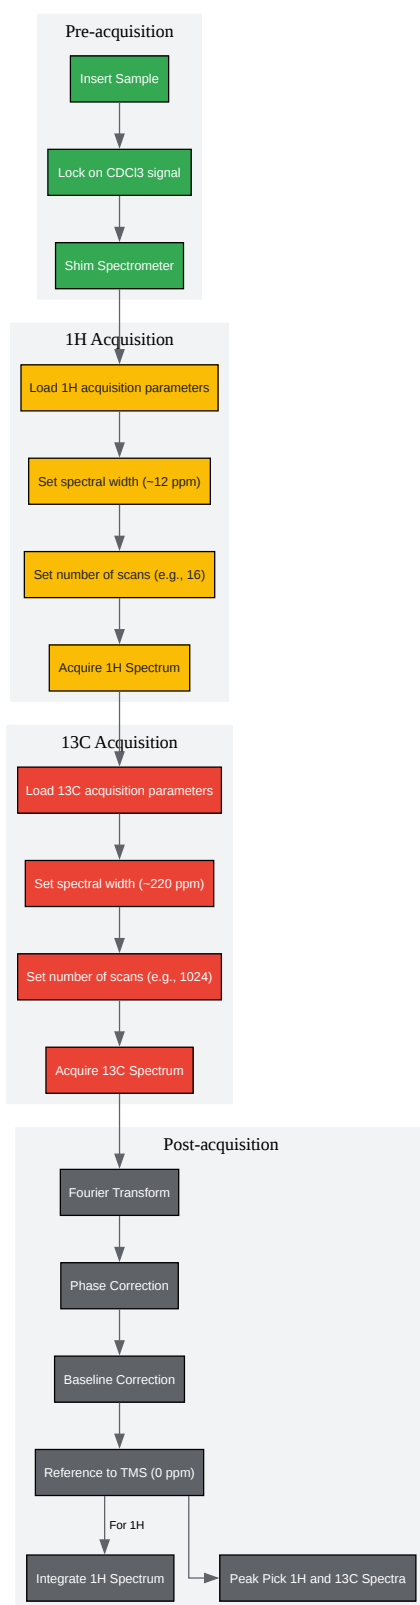 Pre-acquisition
Insert Sample
Lock on CDCl3 signal
Shim Spectrometer
1H Acquisition
Load 1H acquisition parameters
Set spectral width (~12 ppm)
Set number of scans (e.g., 16)
Acquire 1H Spectrum
13C Acquisition
Load 13C acquisition parameters
Set spectral width (~220 ppm)
Set number of scans (e.g., 1024)
Acquire 13C Spectrum
Post-acquisition
Fourier Transform
Phase Correction
Baseline Correction
Reference to TMS (0 ppm)
For 1H
Integrate 1H Spectrum
Peak Pick 1H and 13C Spectra